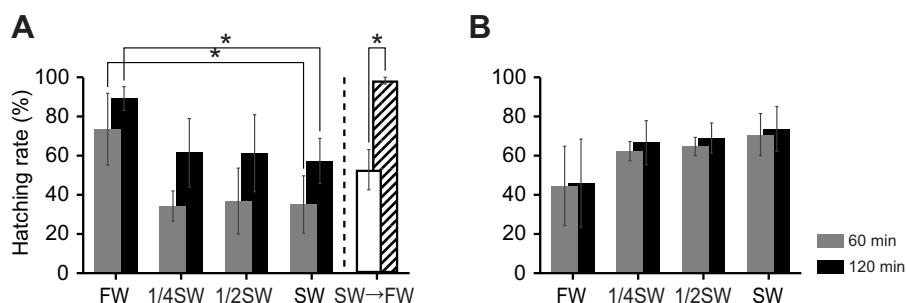 A
B
*
*
*
Hatching rate (%)
100
80
60
40
20
0
FW 1/4SW 1/2SW SW SW→FW
100
80
60
40
20
0
FW 1/4SW 1/2SW SW
60 min
120 min